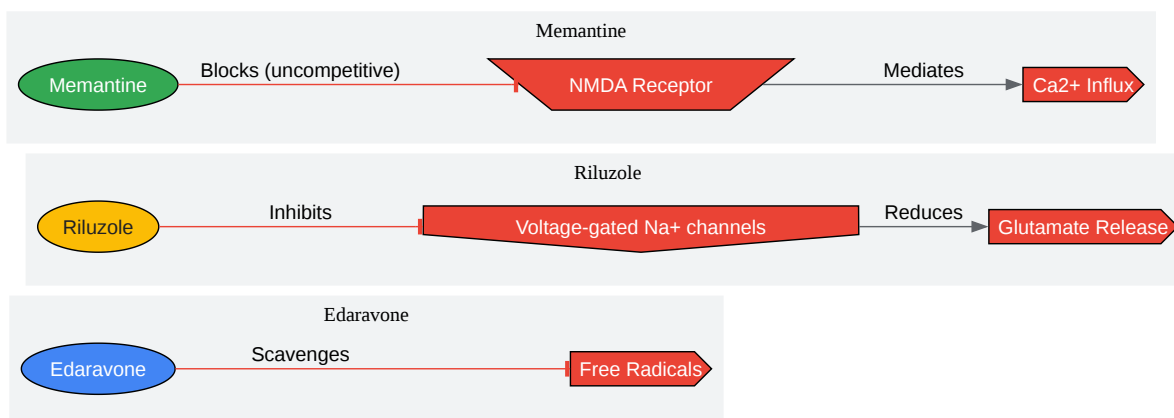 Memantine
Memantine
Blocks (uncompetitive)
NMDA Receptor
Mediates
Ca2+ Influx
Riluzole
Riluzole
Inhibits
Voltage-gated Na+ channels
Reduces
Glutamate Release
Edaravone
Edaravone
Scavenges
Free Radicals